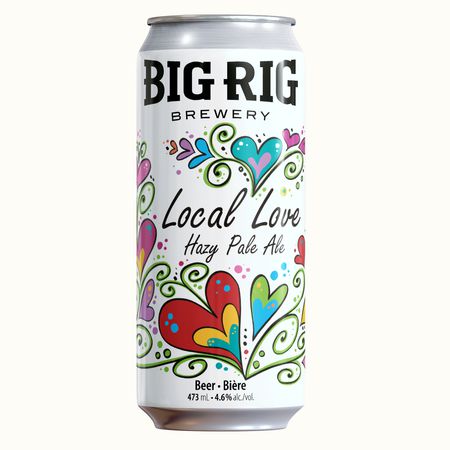 BIG RIG
BREWERY
Local Love
Hazy Pale Ale
Beer • Bière
473 mL • 4.6% alc./vol.